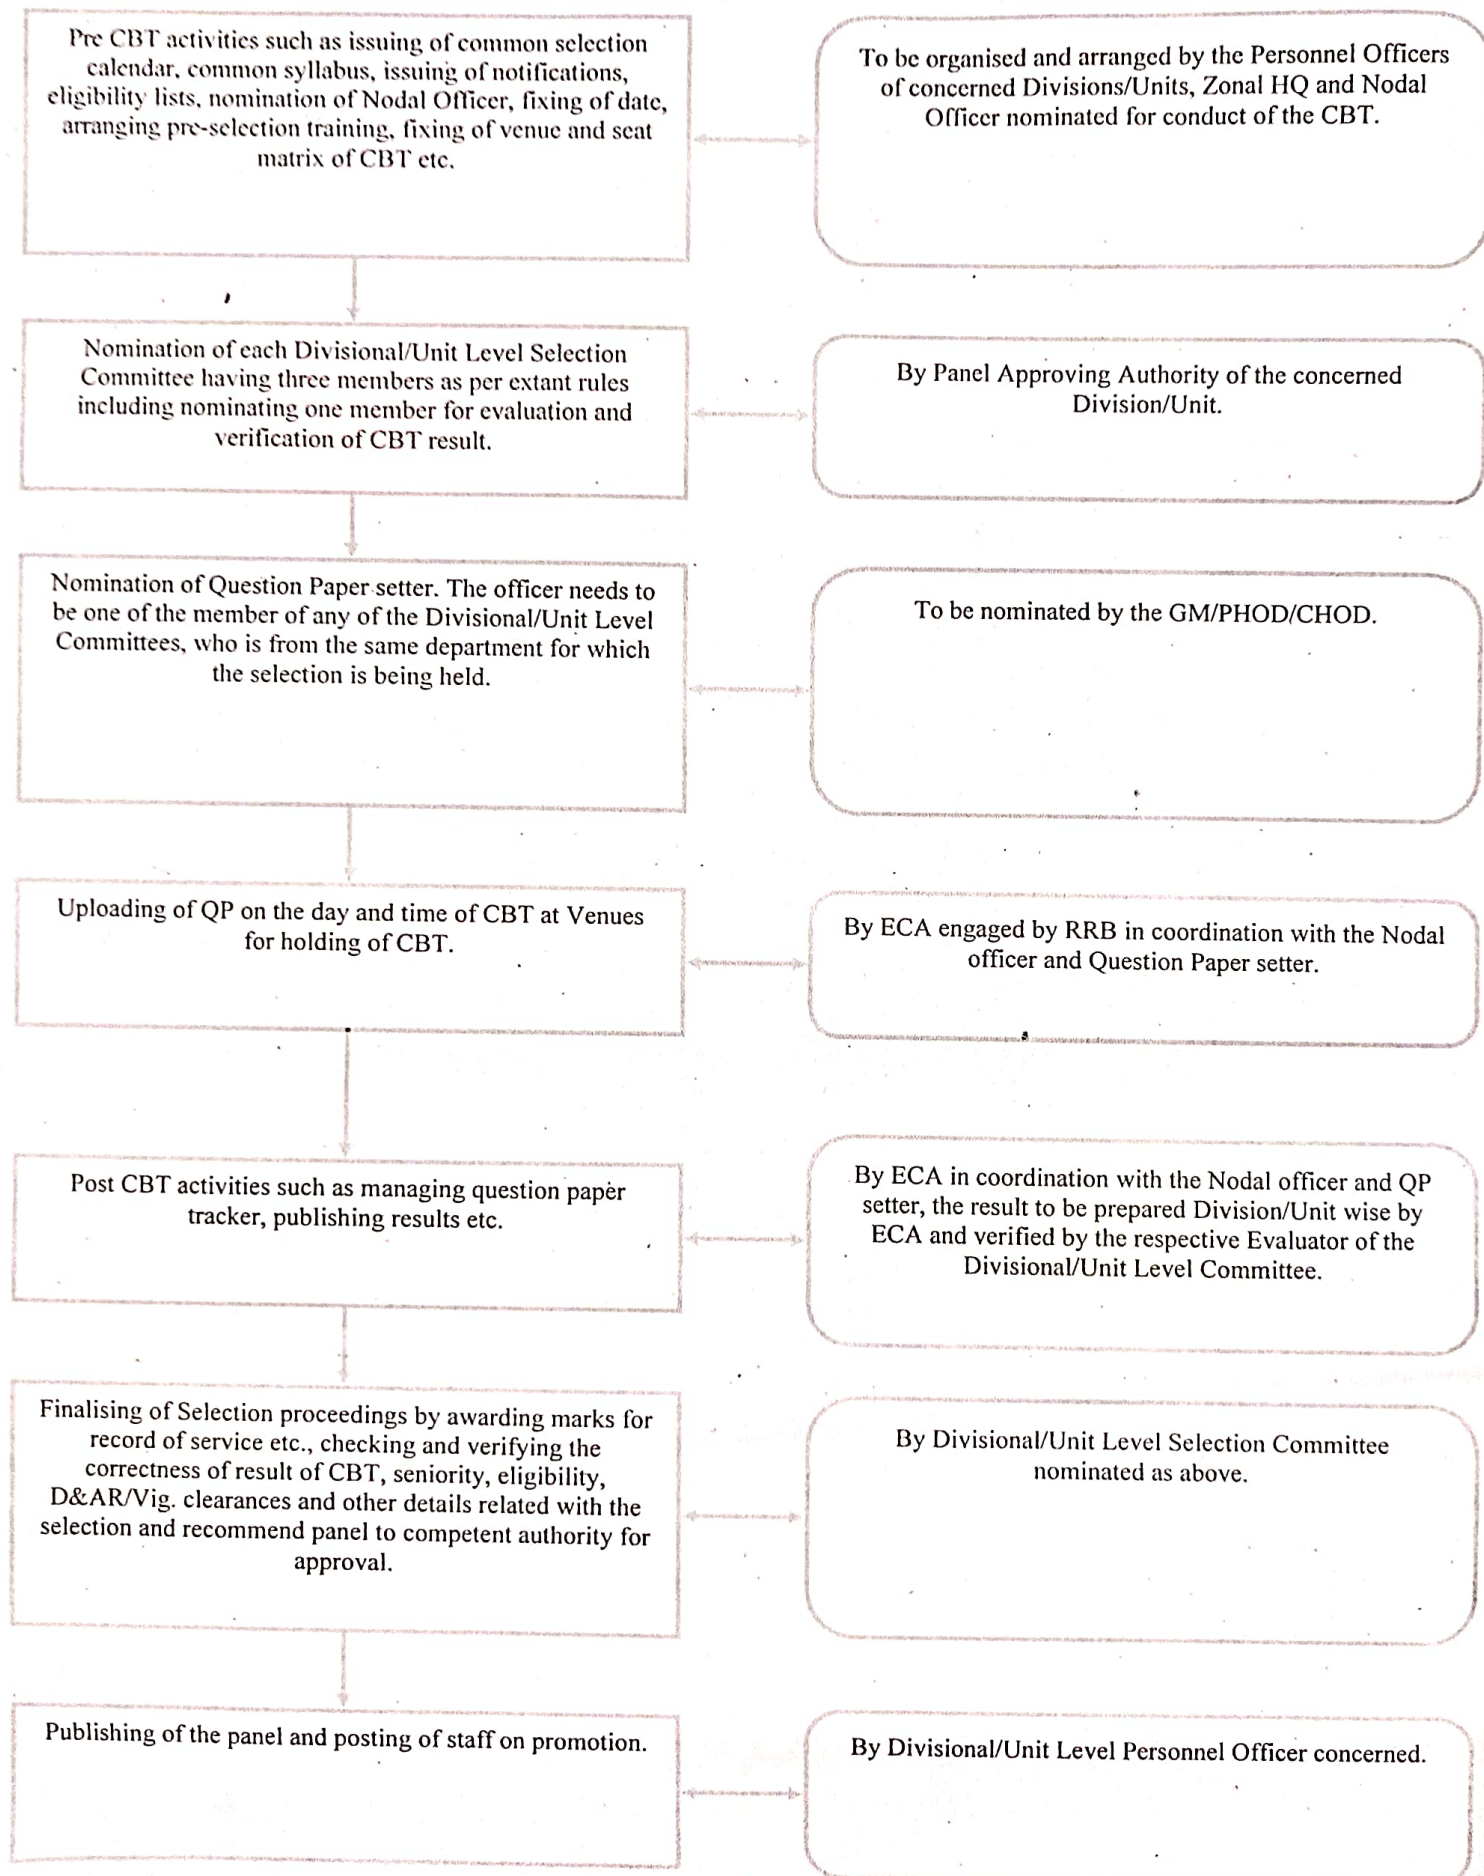 Pre CBT activities such as issuing of common selection
calendar, common syllabus, issuing of notifications,
eligibility lists, nomination of Nodal Officer, fixing of date,
arranging pre-selection training, fixing of venue and seat
matrix of CBT etc.
To be organised and arranged by the Personnel Officers
of concerned Divisions/Units, Zonal HQ and Nodal
Officer nominated for conduct of the CBT.
Nomination of each Divisional/Unit Level Selection
Committee having three members as per extant rules
including nominating one member for evaluation and
verification of CBT result.
By Panel Approving Authority of the concerned
Division/Unit.
Nomination of Question Paper setter. The officer needs to
be one of the member of any of the Divisional/Unit Level
Committees, who is from the same department for which
the selection is being held.
To be nominated by the GM/PHOD/CHOD.
Uploading of QP on the day and time of CBT at Venues
for holding of CBT.
By ECA engaged by RRB in coordination with the Nodal
officer and Question Paper setter.
Post CBT activities such as managing question paper
tracker, publishing results etc.
By ECA in coordination with the Nodal officer and QP
setter, the result to be prepared Division/Unit wise by
ECA and verified by the respective Evaluator of the
Divisional/Unit Level Committee.
Finalising of Selection proceedings by awarding marks for
record of service etc., checking and verifying the
correctness of result of CBT, seniority, eligibility,
D&AR/Vig. clearances and other details related with the
selection and recommend panel to competent authority for
approval.
By Divisional/Unit Level Selection Committee
nominated as above.
Publishing of the panel and posting of staff on promotion.
By Divisional/Unit Level Personnel Officer concerned.